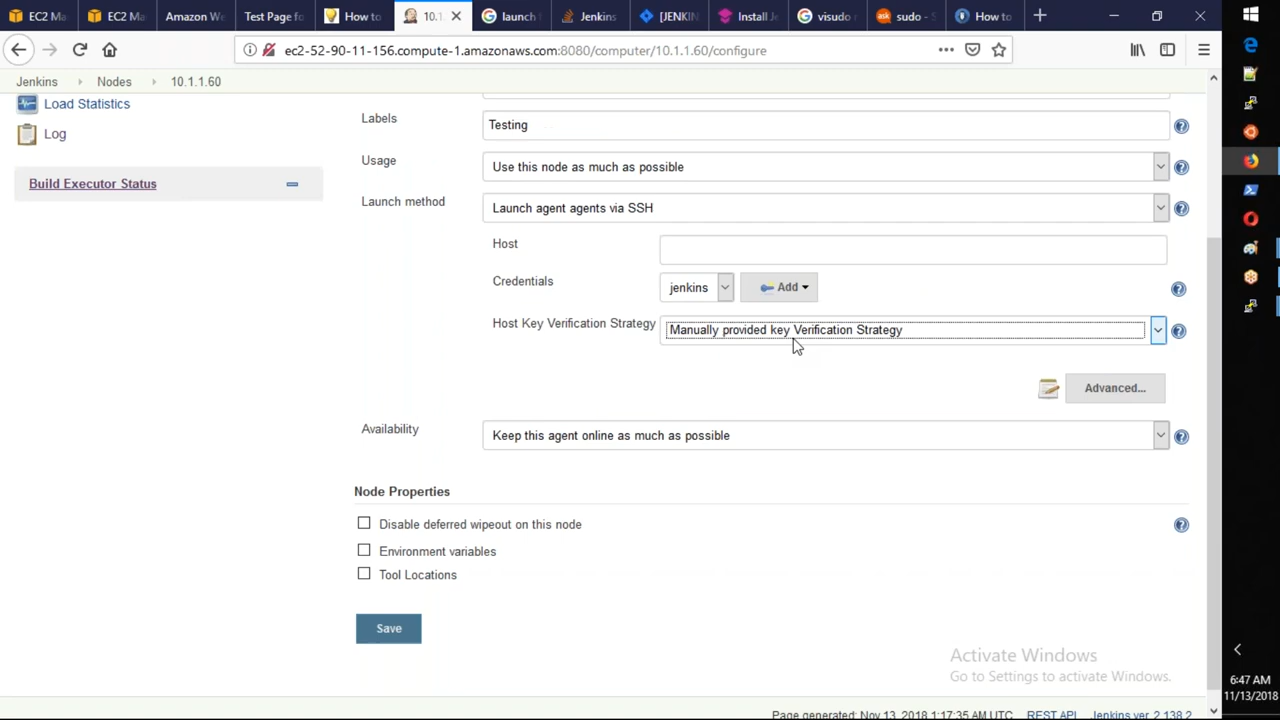 EC2 Ma
EC2 Ma
Amazon W
Test Page fo
How to
10.1.
launch
Jenkins
[JENKIN
Install Je
visudo
sudo - S
How to
ec2-52-90-11-156.compute-1.amazonaws.com:8080/computer/10.1.1.60/configure
Jenkins
Nodes
10.1.1.60
Load Statistics
Log
Build Executor Status
Labels
Testing
Usage
Use this node as much as possible
Launch method
Launch agent agents via SSH
Host
Credentials
jenkins
Add
Host Key Verification Strategy
Manually provided key Verification Strategy
Advanced...
Availability
Keep this agent online as much as possible
Node Properties
Disable deferred wipeout on this node
Environment variables
Tool Locations
Save
Activate Windows
Go to Settings to activate Windows.
Page generated: Nov 13, 2018 1:17:35 AM UTC
REST API
Jenkins ver. 2.138.2
6:47 AM
11/13/2018